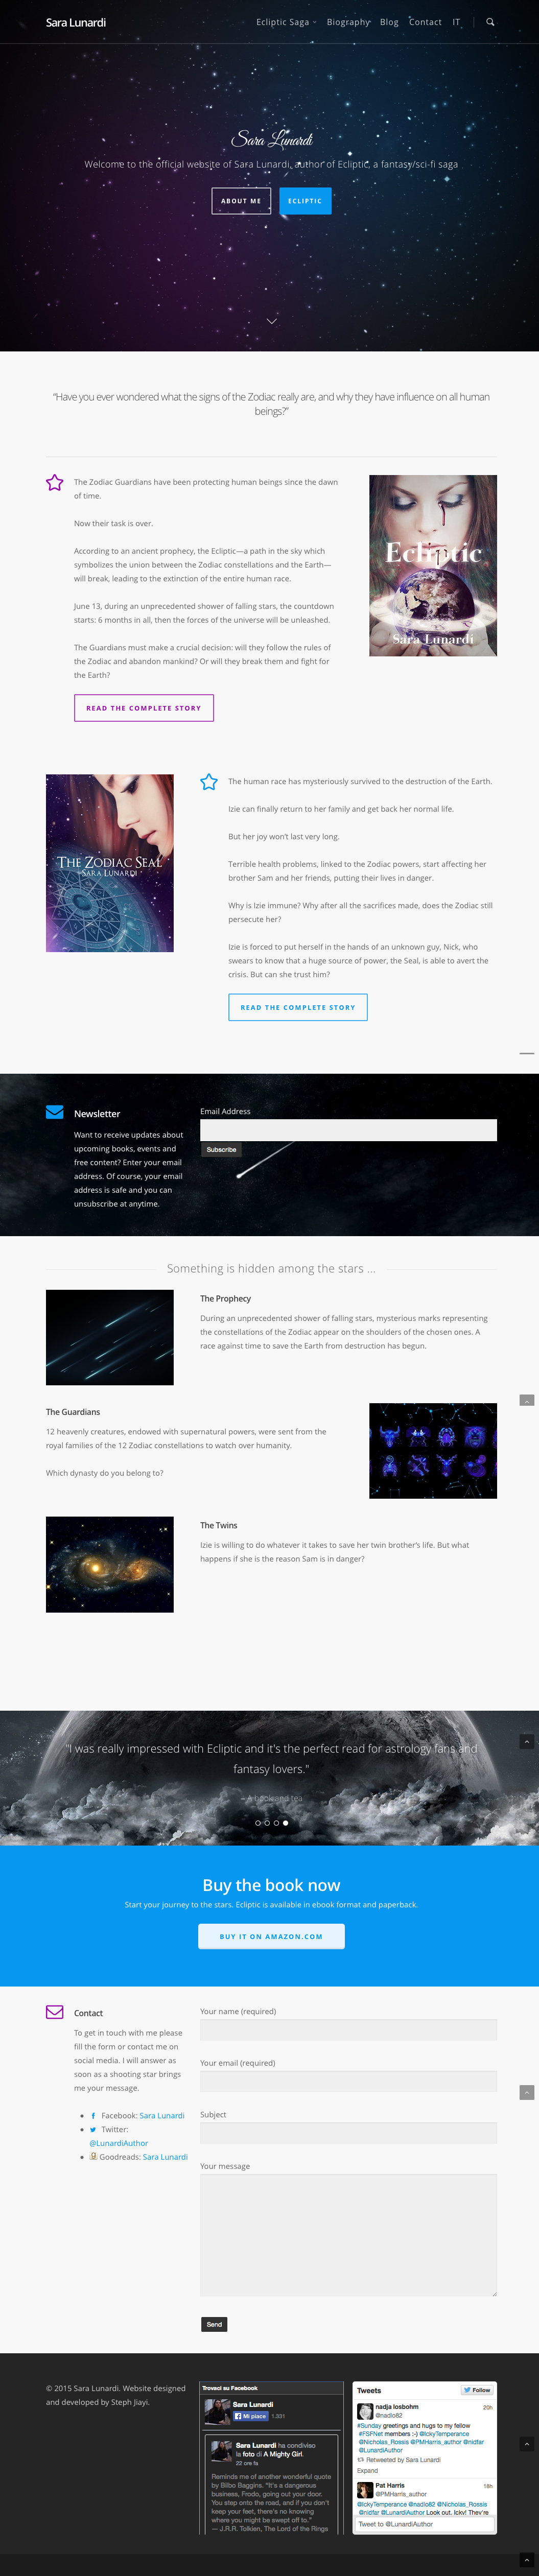 Sara Lunardi
Ecliptic Saga
Biography
Blog
Contact
IT
Sara Lunardi
Welcome to the official website of Sara Lunardi, author of Ecliptic, a fantasy/sci-fi saga
ABOUT ME
ECLIPTIC
“Have you ever wondered what the signs of the Zodiac really are, and why they have influence on all human
beings?”
The Zodiac Guardians have been protecting human beings since the dawn
of time.
Now their task is over.
According to an ancient prophecy, the Ecliptic—a path in the sky which
symbolizes the union between the Zodiac constellations and the Earth—
will break, leading to the extinction of the entire human race.
June 13, during an unprecedented shower of falling stars, the countdown
starts: 6 months in all, then the forces of the universe will be unleashed.
The Guardians must make a crucial decision: will they follow the rules of
the Zodiac and abandon mankind? Or will they break them and fight for
the Earth?
READ THE COMPLETE STORY
Ecliptic
Sara Lunardi
THE ZODIAC SEAL
SARA LUNARDI
The human race has mysteriously survived to the destruction of the Earth.
Izie can finally return to her family and get back her normal life.
But her joy won’t last very long.
Terrible health problems, linked to the Zodiac powers, start affecting her
brother Sam and her friends, putting their lives in danger.
Why is Izie immune? Why after all the sacrifices made, does the Zodiac still
persecute her?
Izie is forced to put herself in the hands of an unknown guy, Nick, who
swears to know that a huge source of power, the Seal, is able to avert the
crisis. But can she trust him?
READ THE COMPLETE STORY
Newsletter
Want to receive updates about
upcoming books, events and
free content? Enter your email
address. Of course, your email
address is safe and you can
unsubscribe at anytime.
Email Address
Subscribe
Something is hidden among the stars ...
The Prophecy
During an unprecedented shower of falling stars, mysterious marks representing
the constellations of the Zodiac appear on the shoulders of the chosen ones. A
race against time to save the Earth from destruction has begun.
The Guardians
12 heavenly creatures, endowed with supernatural powers, were sent from the
royal families of the 12 Zodiac constellations to watch over humanity.
Which dynasty do you belong to?
The Twins
Izie is willing to do whatever it takes to save her twin brother’s life. But what
happens if she is the reason Sam is in danger?
"I was really impressed with Ecliptic and it's the perfect read for astrology fans and
fantasy lovers."
Buy the book now
Start your journey to the stars. Ecliptic is available in ebook format and paperback.
BUY IT ON AMAZON.COM
Contact
To get in touch with me please
fill the form or contact me on
social media. I will answer as
soon as a shooting star brings
me your message.
Facebook: Sara Lunardi
Twitter:
@LunardiAuthor
Goodreads: Sara Lunardi
Your name (required)
Your email (required)
Subject
Your message
Send
© 2015 Sara Lunardi. Website designed
and developed by Steph Jiayi.
Trovaci su Facebook
Sara Lunardi
Mi piace 1.331
Sara Lunardi ha condiviso
la foto di A Mighty Girl.
22 ore fa
Reminds me of another wonderful quote
by Bilbo Baggins. "It's a dangerous
business, Frodo, going out your door.
You step onto the road, and if you don't
keep your feet, there's no knowing
where you might be swept off to."
— J.R.R. Tolkien, The Lord of the Rings
Tweets
Follow
nadja losbohm 20h
@nadlo82
#Sunday greetings and hugs to my fellow
#FSFNet members :-) @IckyTemperance
@Nicholas_Rossis @PMHarris_author @nidfar
@LunardiAuthor
Retweeted by Sara Lunardi
Expand
Pat Harris 18h
@PMHarris_author
@IckyTemperance @nadlo82 @Nicholas_Rossis
@nidfar @LunardiAuthor Look out, Icky! They're
Tweet to @LunardiAuthor